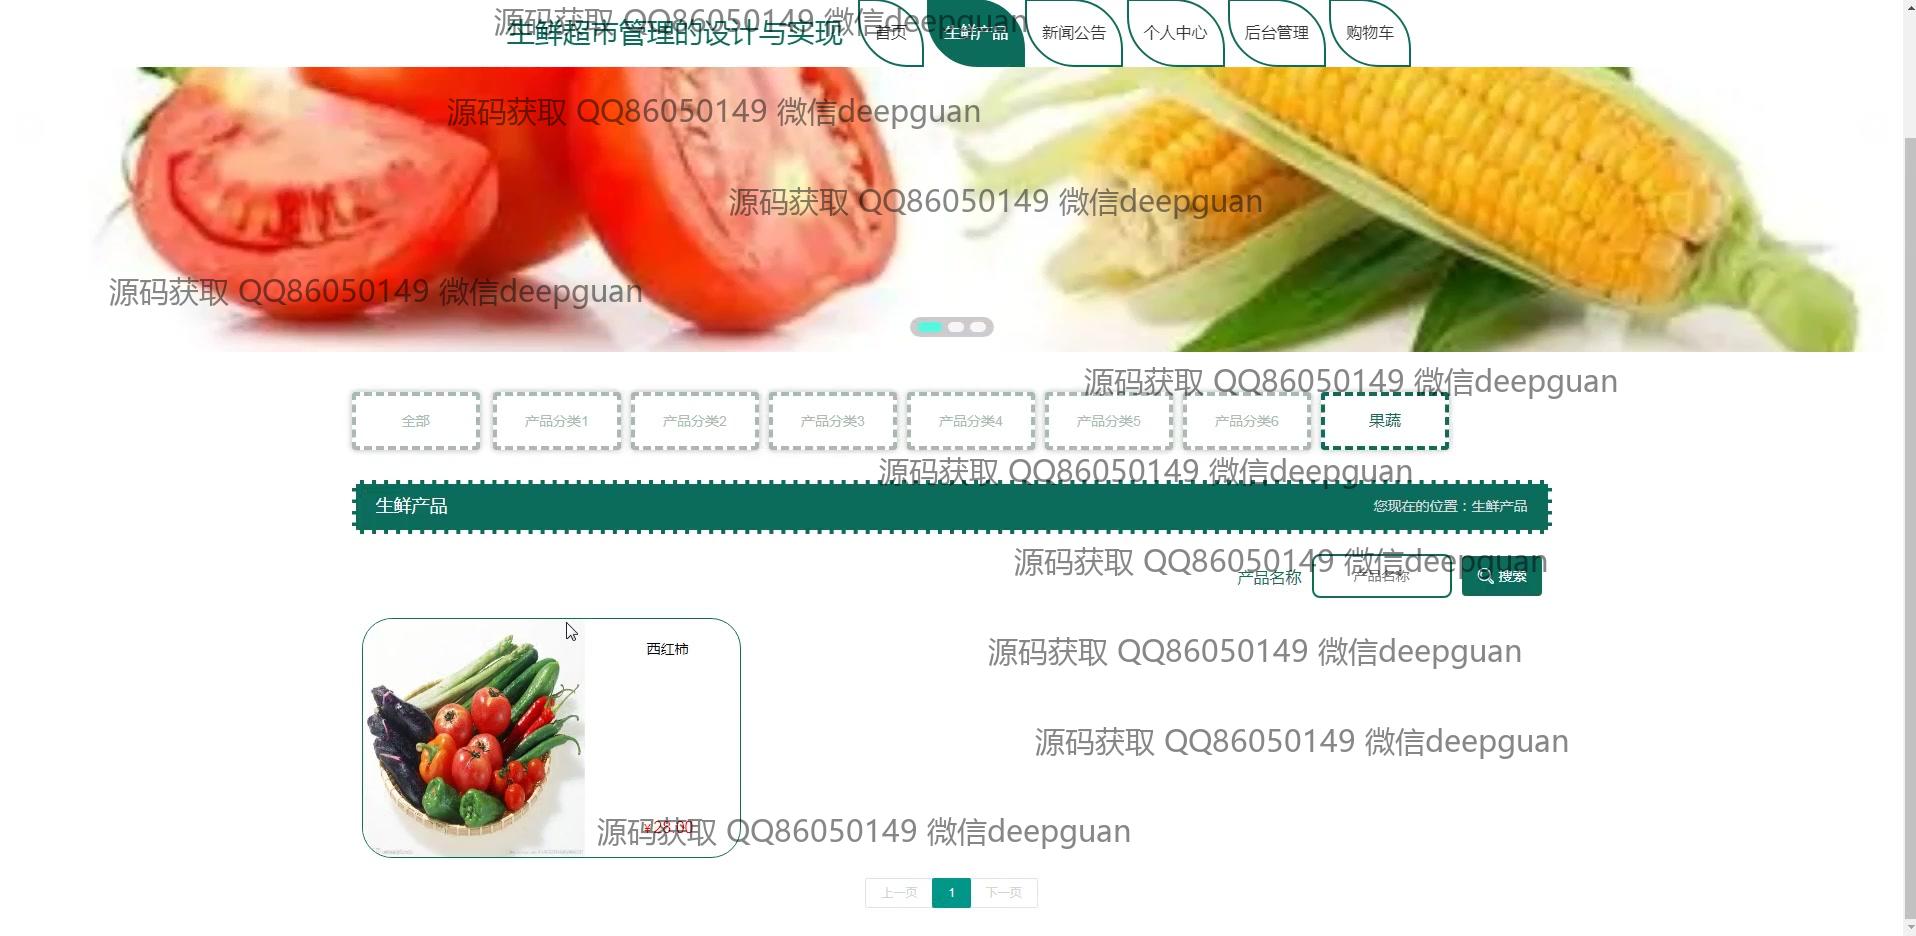 源码获取 QQ86050149 微信deepguan
生鲜超市管理的设计与实现
首页
生鲜产品
新闻公告
个人中心
后台管理
购物车
源码获取 QQ86050149 微信deepguan
源码获取 QQ86050149 微信deepguan
源码获取 QQ86050149 微信deepguan
源码获取 QQ86050149 微信deepguan
全部
产品分类1
产品分类2
产品分类3
产品分类4
产品分类5
产品分类6
果蔬
源码获取 QQ86050149 微信deepguan
生鲜产品
您现在的位置：生鲜产品
源码获取 QQ86050149 微信deepguan
产品名称
产品名称
搜索
西红柿
源码获取 QQ86050149 微信deepguan
源码获取 QQ86050149 微信deepguan
¥28.00
源码获取 QQ86050149 微信deepguan
上一页
1
下一页